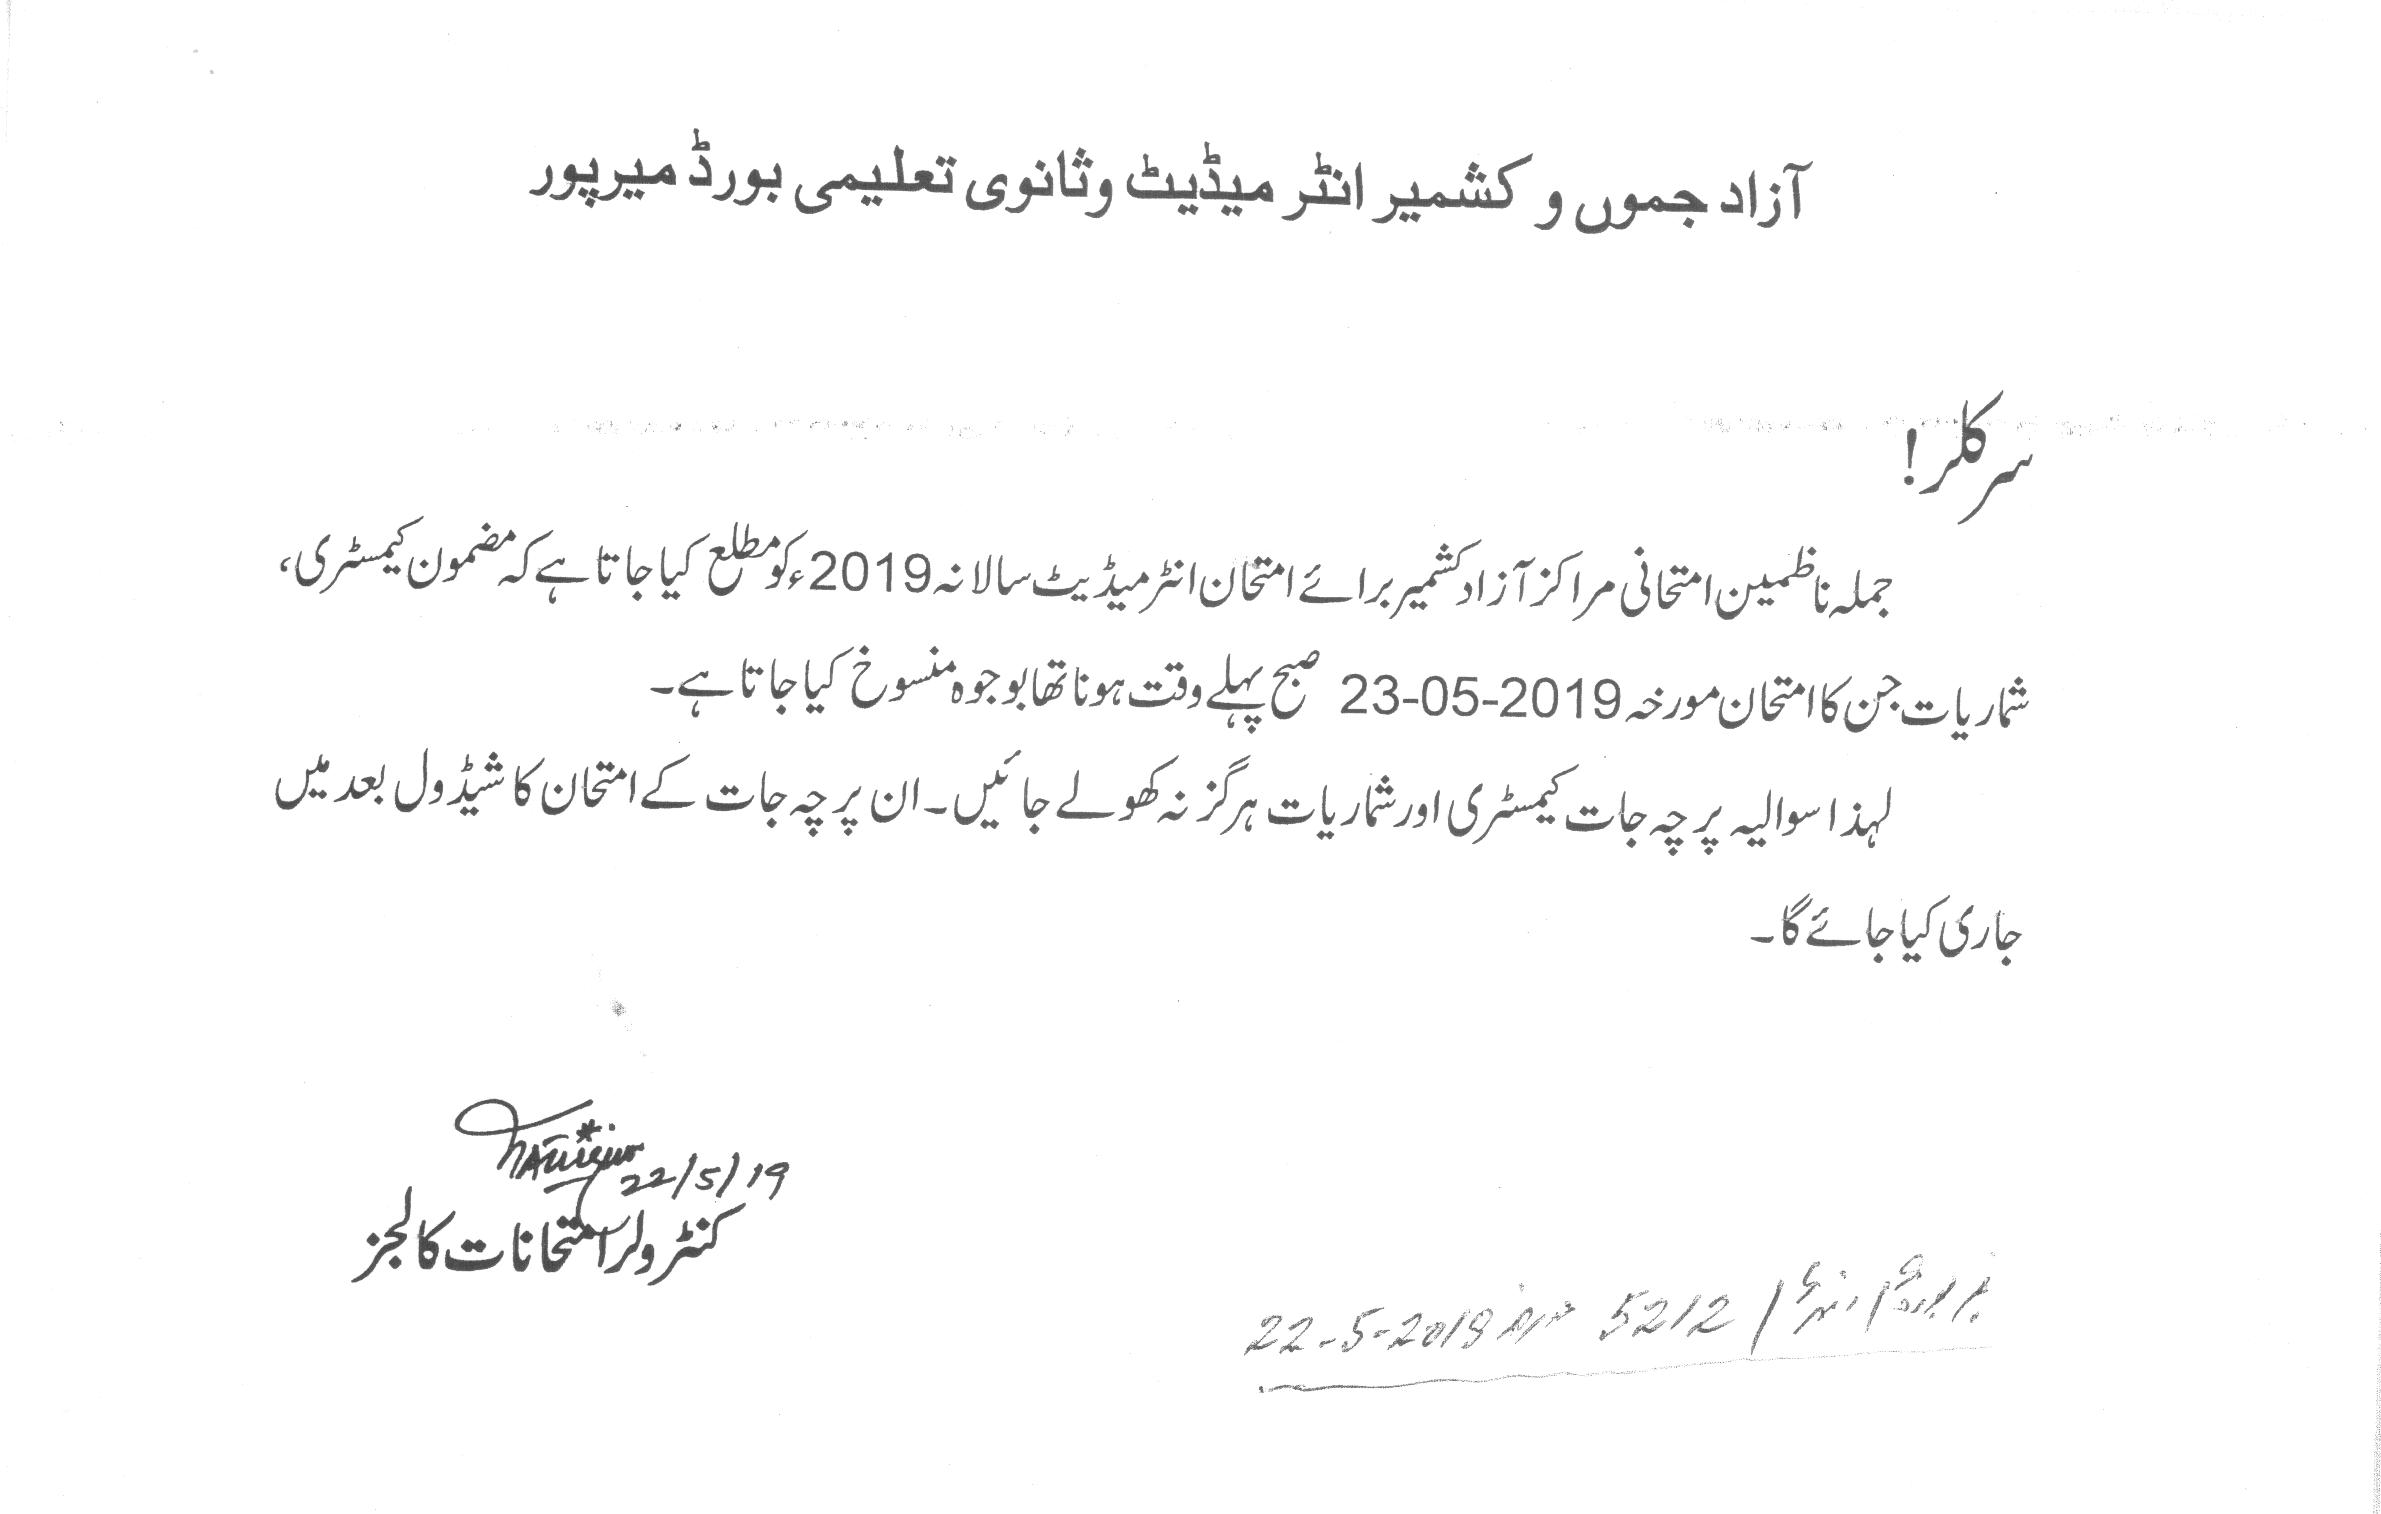 آزاد جموں و کشمیر انٹر میڈیٹ و ثانوی تعلیمی بورڈ میرپور
سرکلر!
جملہ ناظمین امتحانی مراکز آزاد کشمیر برائے امتحان انٹر میڈیٹ سالانہ 2019ء کو مطلع کیا جاتا ہے کہ مضمون کیمسٹری،
شماریات جن کا امتحان مورخہ 23-05-2019 صبح پہلے وقت ہونا تھا بوجوہ منسوخ کیا جاتا ہے۔
لہذا سوالیہ پرچہ جات کیمسٹری اور شماریات ہرگز نہ کھولے جائیں۔ ان پرچہ جات کے امتحان کا شیڈول بعد میں
جاری کیا جائے گا۔
22/5/19
کنٹرولر امتحانات کالجز
5212 مورخہ 22-5-2019